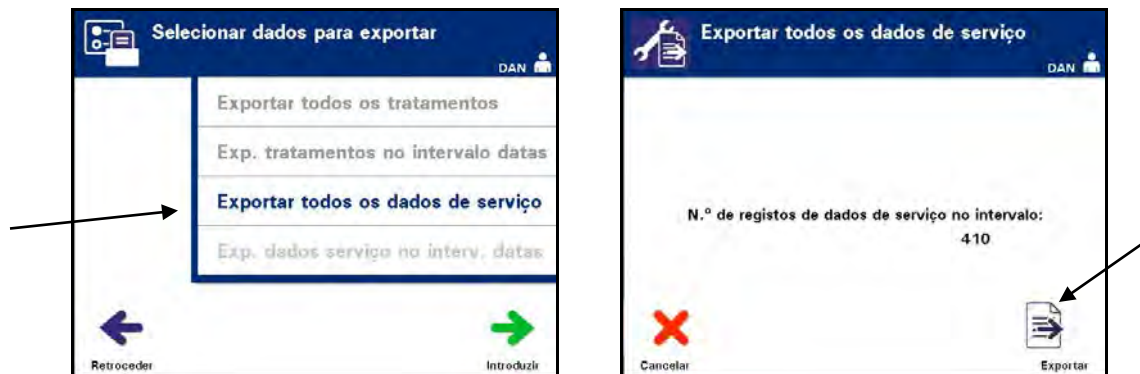 Selecionar dados para exportar
DAN
Exportar todos os tratamentos
Exp. tratamentos no intervalo datas
Exportar todos os dados de serviço
Exp. dados serviço no interv. datas
Retroceder
Introduzir
Exportar todos os dados de serviço
DAN
N.º de registos de dados de serviço no intervalo:
410
Cancelar
Exportar